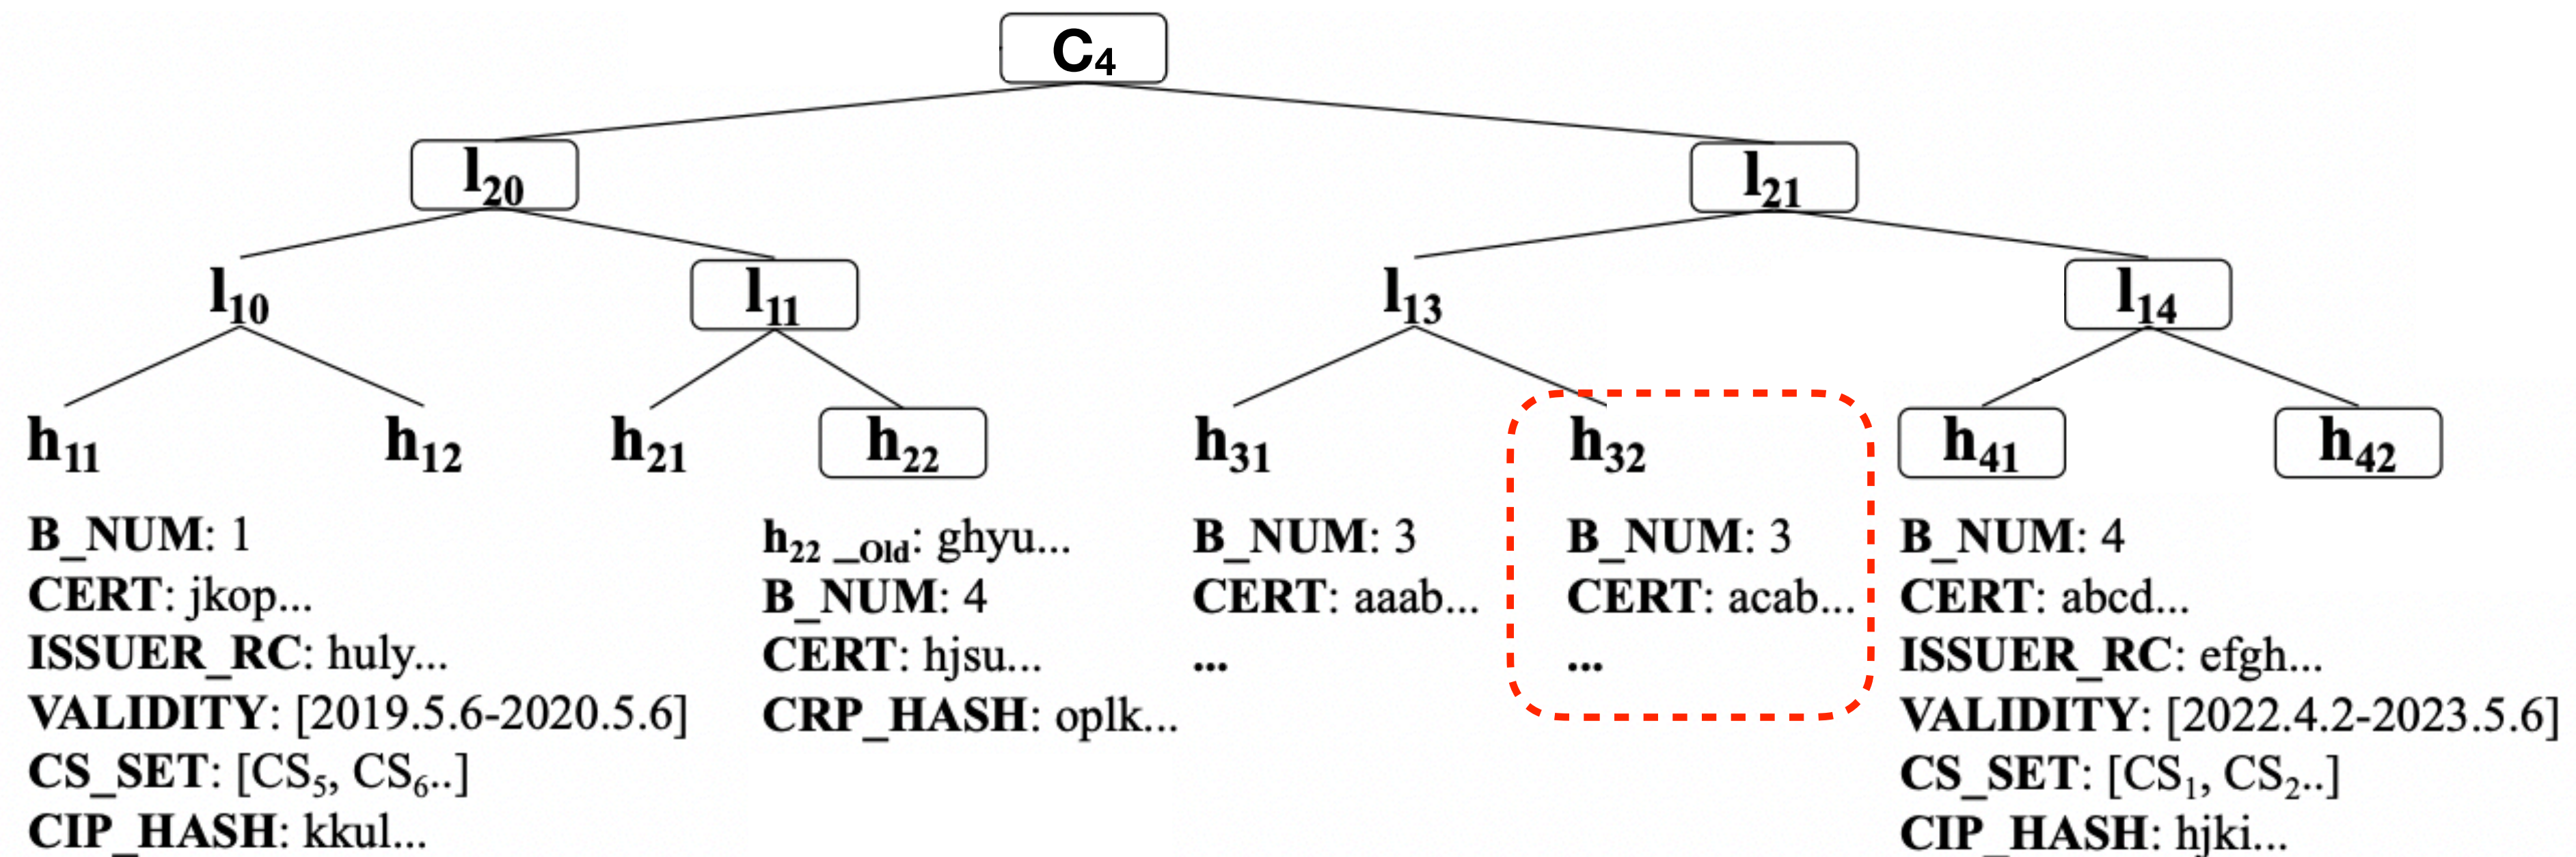 C₄
l₂₀
l₂₁
l₁₀
l₁₁
l₁₃
l₁₄
h₁₁
h₁₂
h₂₁
h₂₂
h₃₁
h₃₂
h₄₁
h₄₂
B_NUM: 1
CERT: jkop...
ISSUER_RC: huly...
VALIDITY: [2019.5.6-2020.5.6]
CS_SET: [CS₅, CS₆..]
CIP_HASH: kkul...
h₂₂ _Old: ghyu...
B_NUM: 4
CERT: hjsu...
CRP_HASH: oplk...
B_NUM: 3
CERT: aaab...
...
B_NUM: 3
CERT: acab...
...
B_NUM: 4
CERT: abcd...
ISSUER_RC: efgh...
VALIDITY: [2022.4.2-2023.5.6]
CS_SET: [CS₁, CS₂..]
CIP_HASH: hjki...